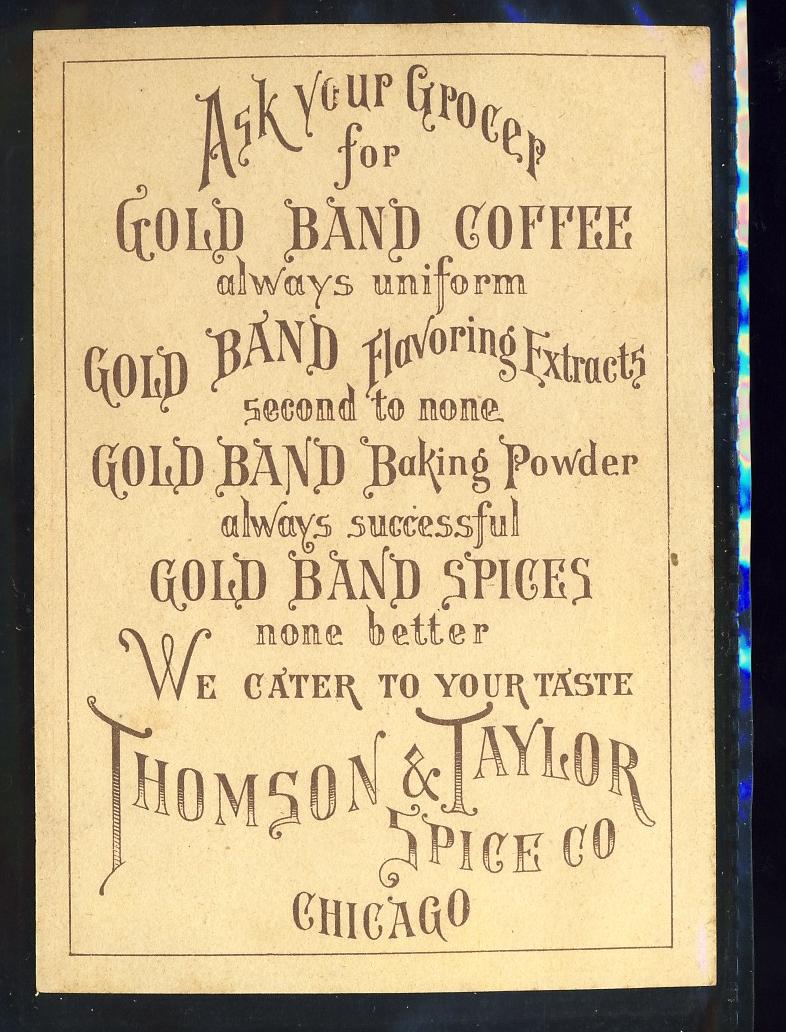 Ask your Grocer
for
GOLD BAND COFFEE
always uniform
GOLD BAND Flavoring Extracts
second to none
GOLD BAND Baking Powder
always successful
GOLD BAND SPICES
none better
WE CATER TO YOUR TASTE
THOMSON & TAYLOR
SPICE CO
CHICAGO